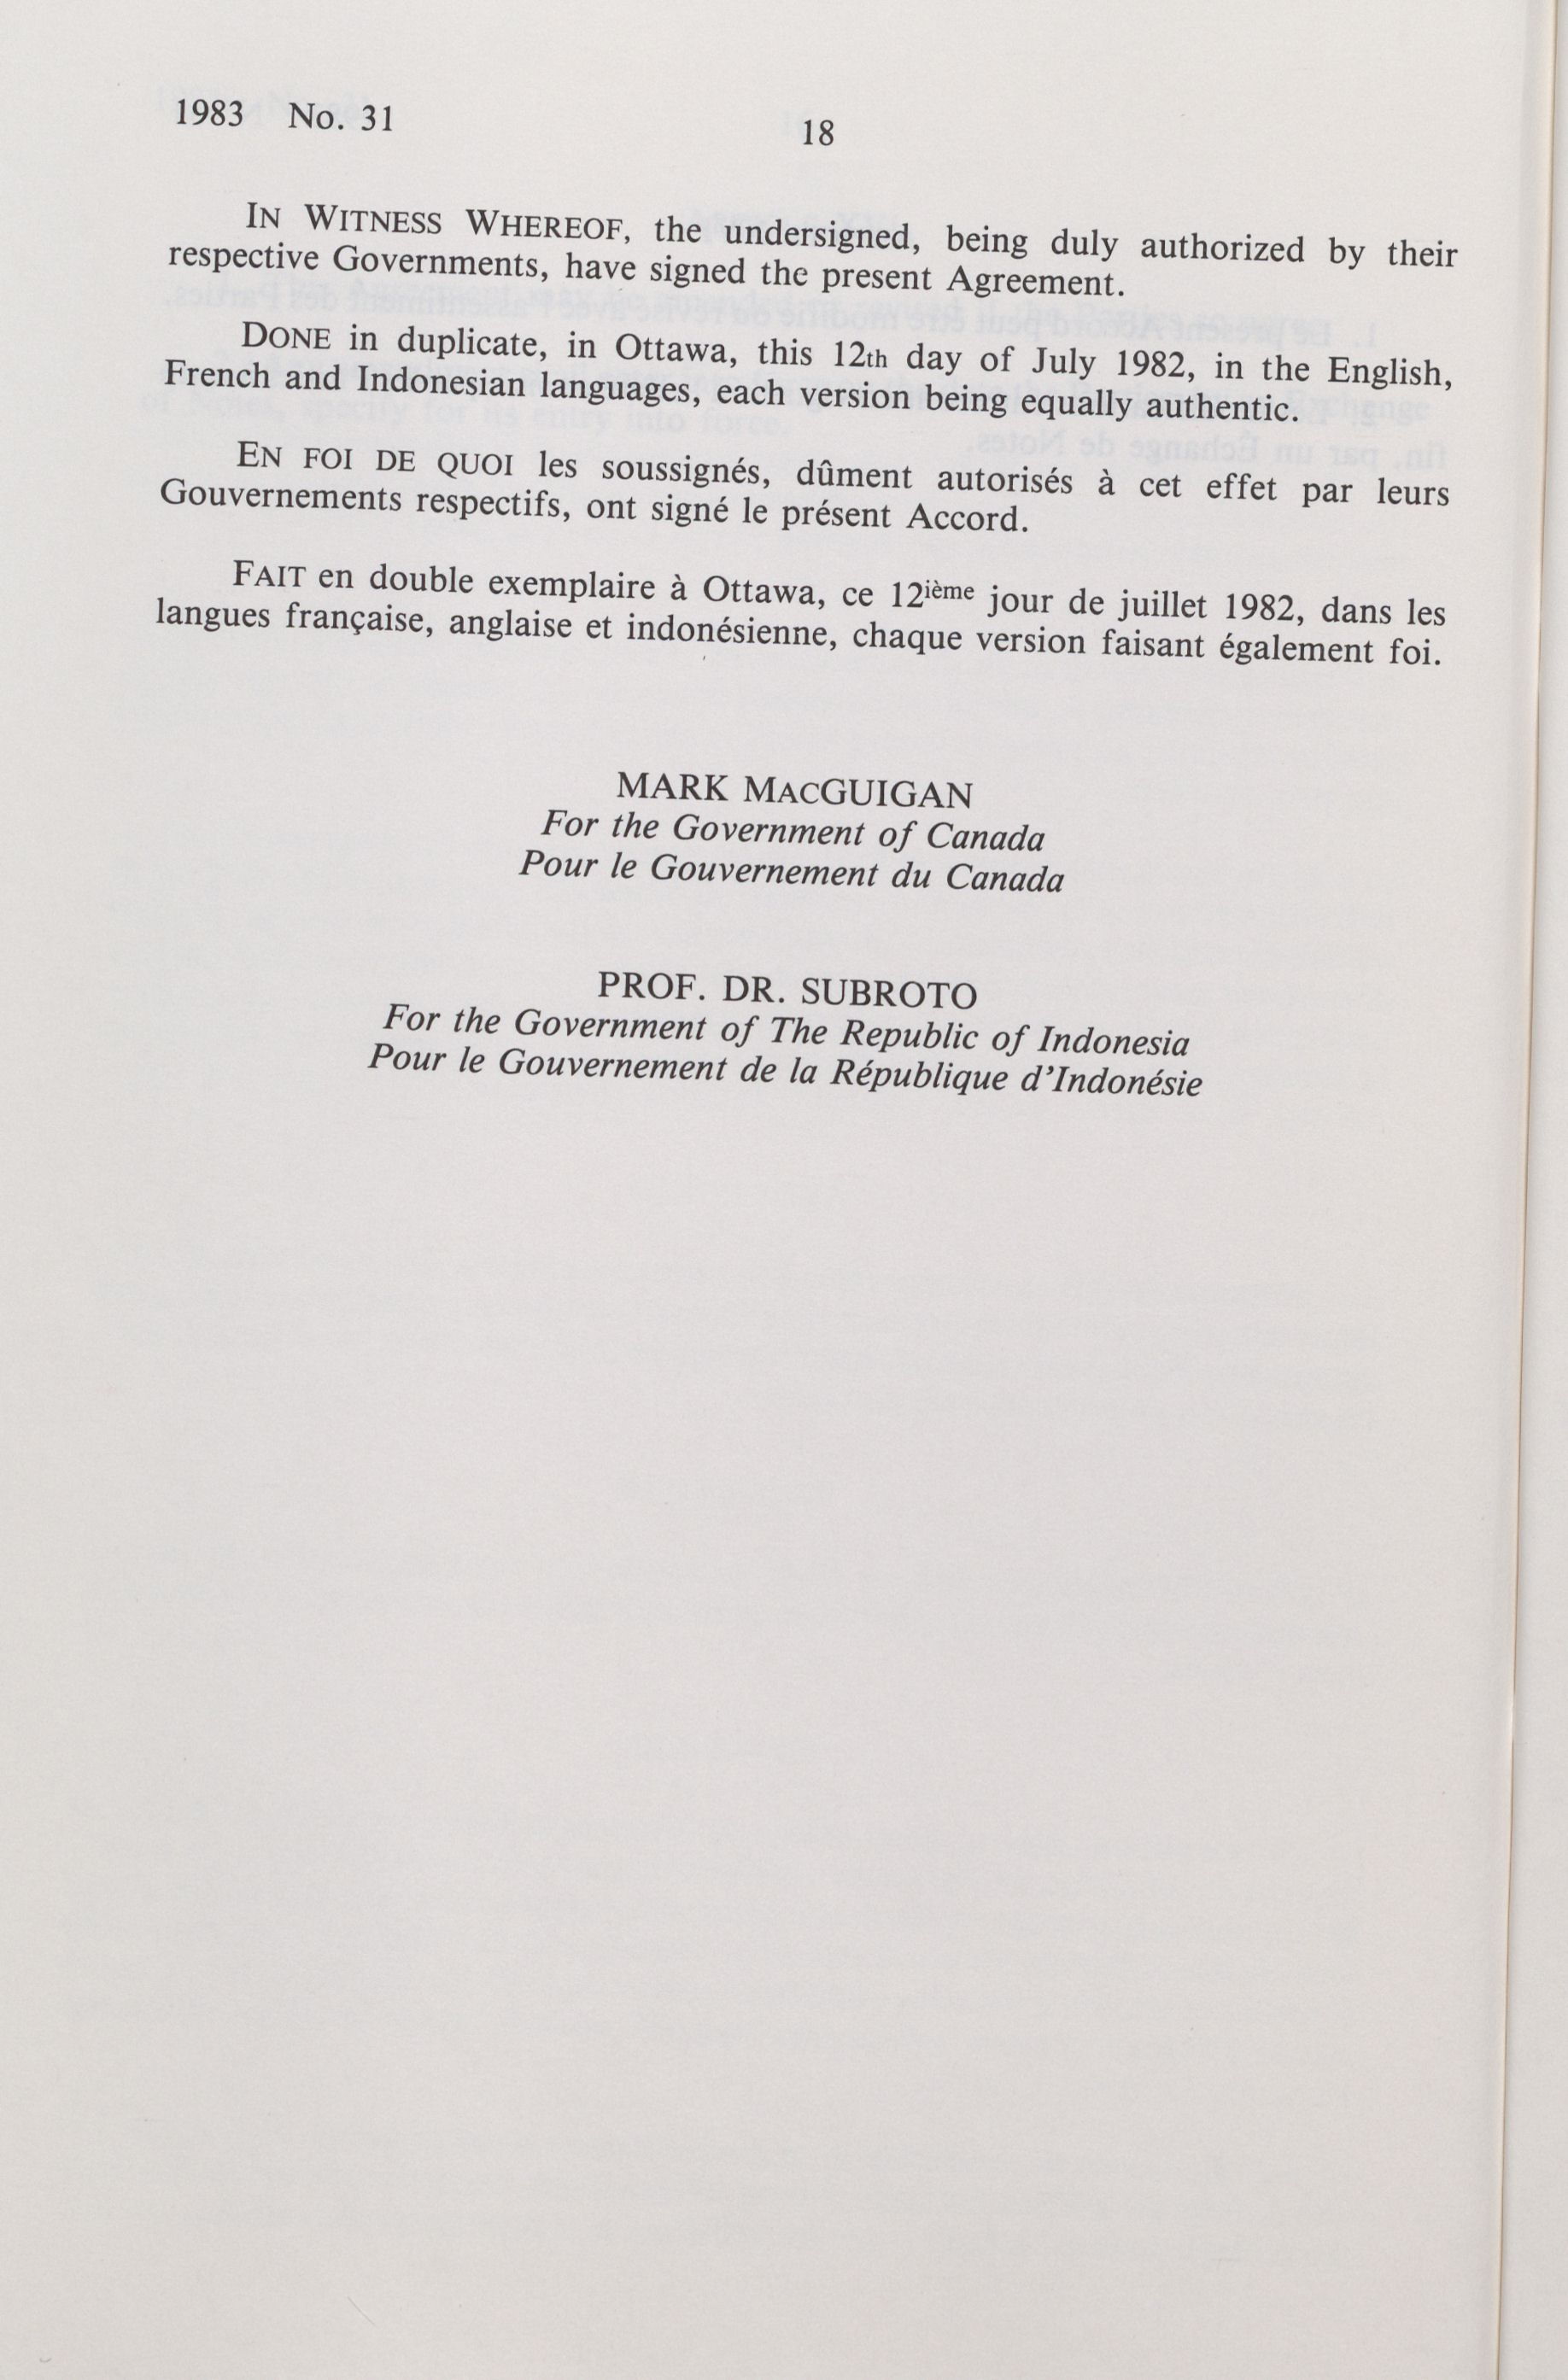 1983 No. 31
18
IN WITNESS WHEREOF, the undersigned, being duly authorized by their
respective Governments, have signed the present Agreement.
DONE in duplicate, in Ottawa, this 12th day of July 1982, in the English,
French and Indonesian languages, each version being equally authentic.
EN FOI DE QUOI les soussignés, dûment autorisés à cet effet par leurs
Gouvernements respectifs, ont signé le présent Accord.
FAIT en double exemplaire à Ottawa, ce 12ième jour de juillet 1982, dans les
langues française, anglaise et indonésienne, chaque version faisant également foi.
MARK MACGUIGAN
For the Government of Canada
Pour le Gouvernement du Canada
PROF. DR. SUBROTO
For the Government of The Republic of Indonesia
Pour le Gouvernement de la République d'Indonésie